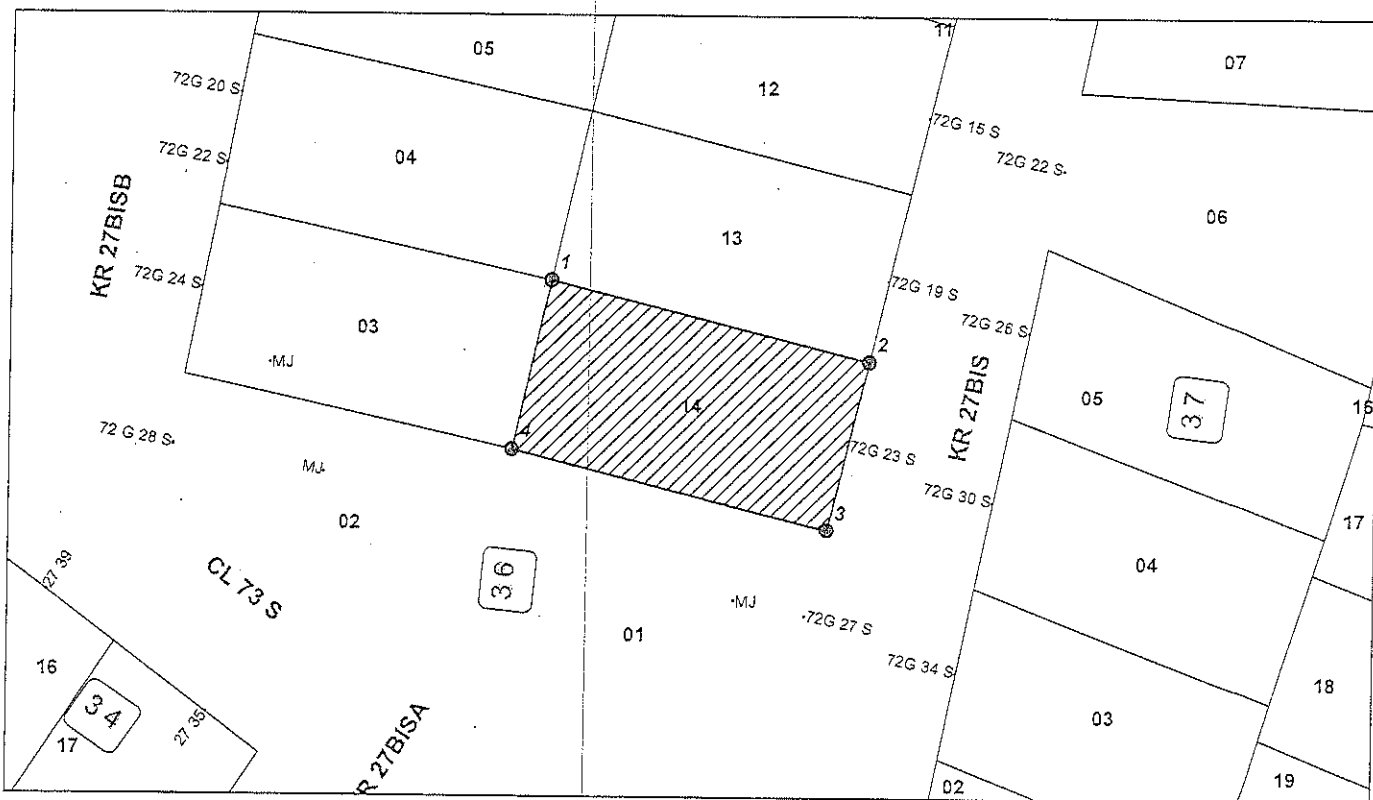 05
11
07
72G 20 S
12
72G 15 S
72G 22 S
04
72G 22 S
KR 27BISB
06
13
72G 24 S
1
72G 19 S
03
72G 26 S
2
MJ
KR 27BIS
05
37
16
14
72 G 28 S
4
72G 23 S
MJ
72G 30 S
02
3
17
27 39
CL 73 S
36
04
MJ
01
72G 27 S
16
72G 34 S
18
34
27 35
17
03
R 27BISA
02
19